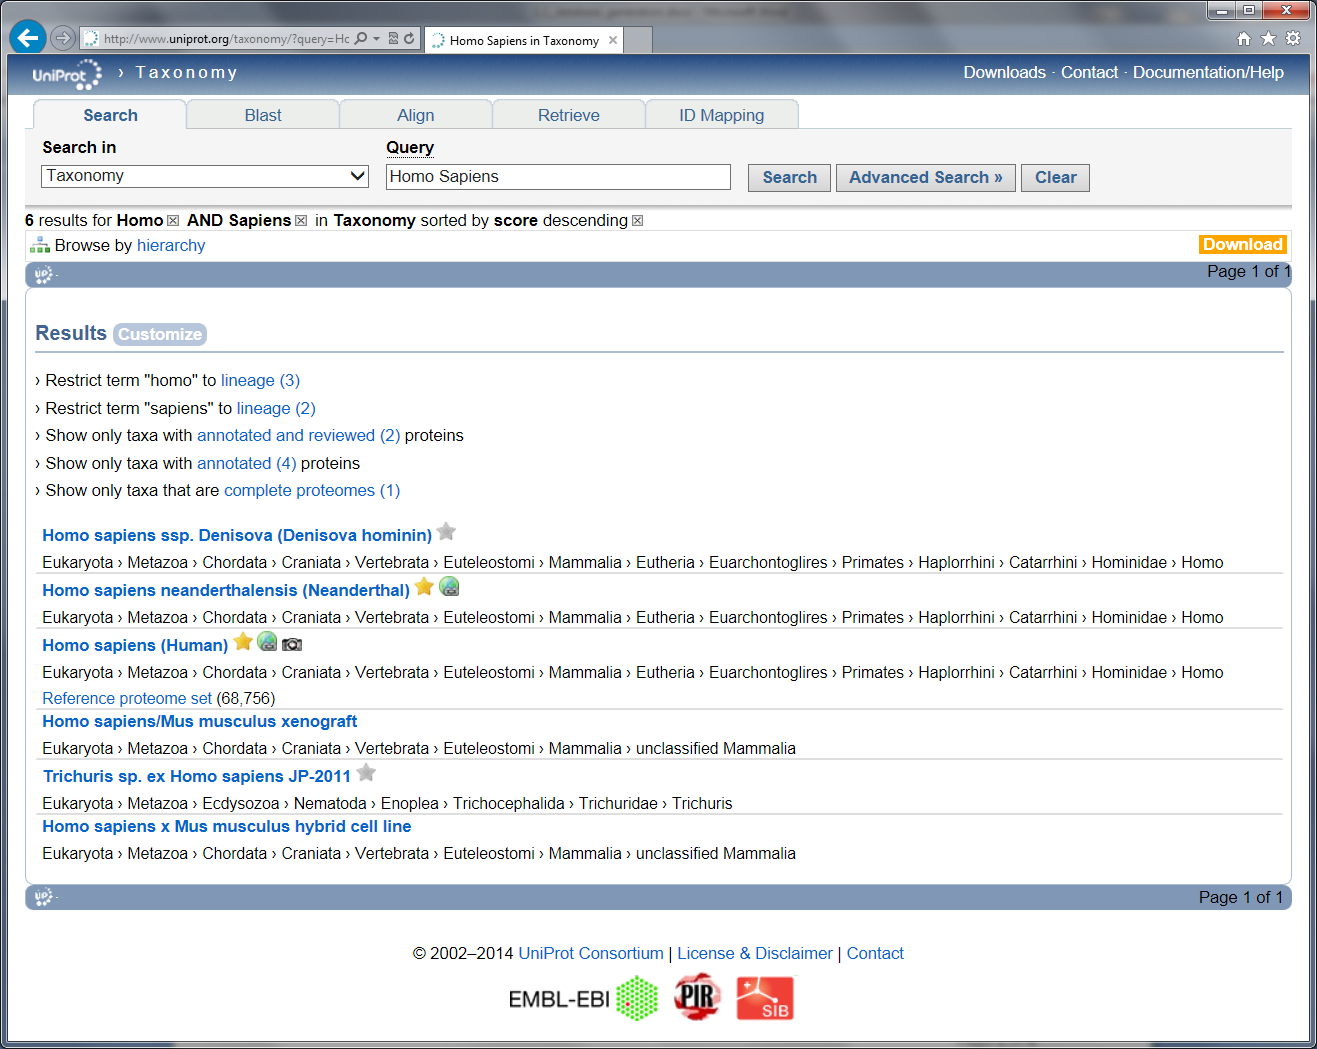 http://www.uniprot.org/taxonomy/?query=Hc
Homo Sapiens in Taxonomy
UniProt › Taxonomy
Downloads · Contact · Documentation/Help
Search
Blast
Align
Retrieve
ID Mapping
Search in
Query
Taxonomy
Homo Sapiens
Search
Advanced Search »
Clear
6 results for Homo AND Sapiens in Taxonomy sorted by score descending
Browse by hierarchy
Download
Page 1 of 1
Results Customize
› Restrict term "homo" to lineage (3)
› Restrict term "sapiens" to lineage (2)
› Show only taxa with annotated and reviewed (2) proteins
› Show only taxa with annotated (4) proteins
› Show only taxa that are complete proteomes (1)
Homo sapiens ssp. Denisova (Denisova hominin)
Eukaryota › Metazoa › Chordata › Craniata › Vertebrata › Euteleostomi › Mammalia › Eutheria › Euarchontoglires › Primates › Haplorrhini › Catarrhini › Hominidae › Homo
Homo sapiens neanderthalensis (Neanderthal)
Eukaryota › Metazoa › Chordata › Craniata › Vertebrata › Euteleostomi › Mammalia › Eutheria › Euarchontoglires › Primates › Haplorrhini › Catarrhini › Hominidae › Homo
Homo sapiens (Human)
Eukaryota › Metazoa › Chordata › Craniata › Vertebrata › Euteleostomi › Mammalia › Eutheria › Euarchontoglires › Primates › Haplorrhini › Catarrhini › Hominidae › Homo
Reference proteome set (68,756)
Homo sapiens/Mus musculus xenograft
Eukaryota › Metazoa › Chordata › Craniata › Vertebrata › Euteleostomi › Mammalia › unclassified Mammalia
Trichuris sp. ex Homo sapiens JP-2011
Eukaryota › Metazoa › Ecdysozoa › Nematoda › Enoplea › Trichocephalida › Trichuridae › Trichuris
Homo sapiens x Mus musculus hybrid cell line
Eukaryota › Metazoa › Chordata › Craniata › Vertebrata › Euteleostomi › Mammalia › unclassified Mammalia
Page 1 of 1
© 2002–2014 UniProt Consortium | License & Disclaimer | Contact
EMBL-EBI
PIR
SIB